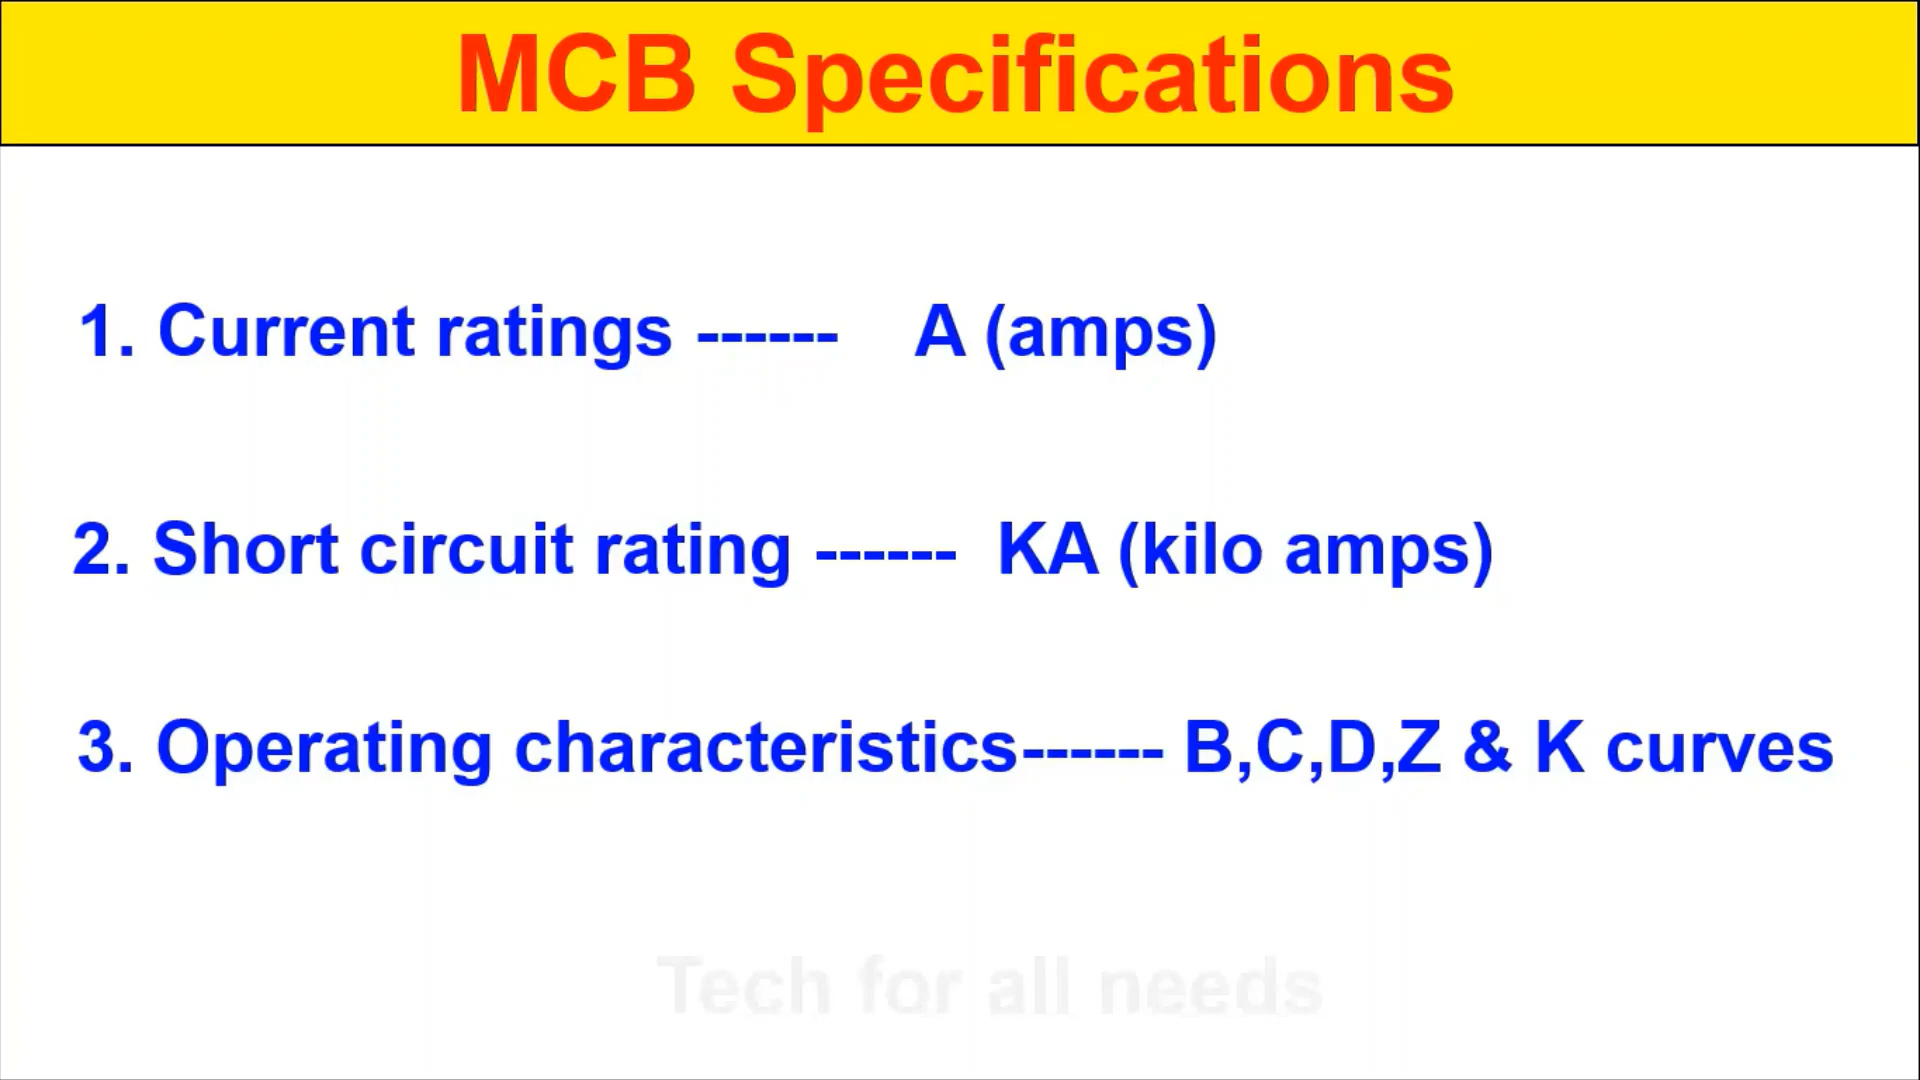 MCB Specifications
1. Current ratings ------ A (amps)
2. Short circuit rating ------ KA (kilo amps)
3. Operating characteristics------ B,C,D,Z & K curves
Tech for all needs